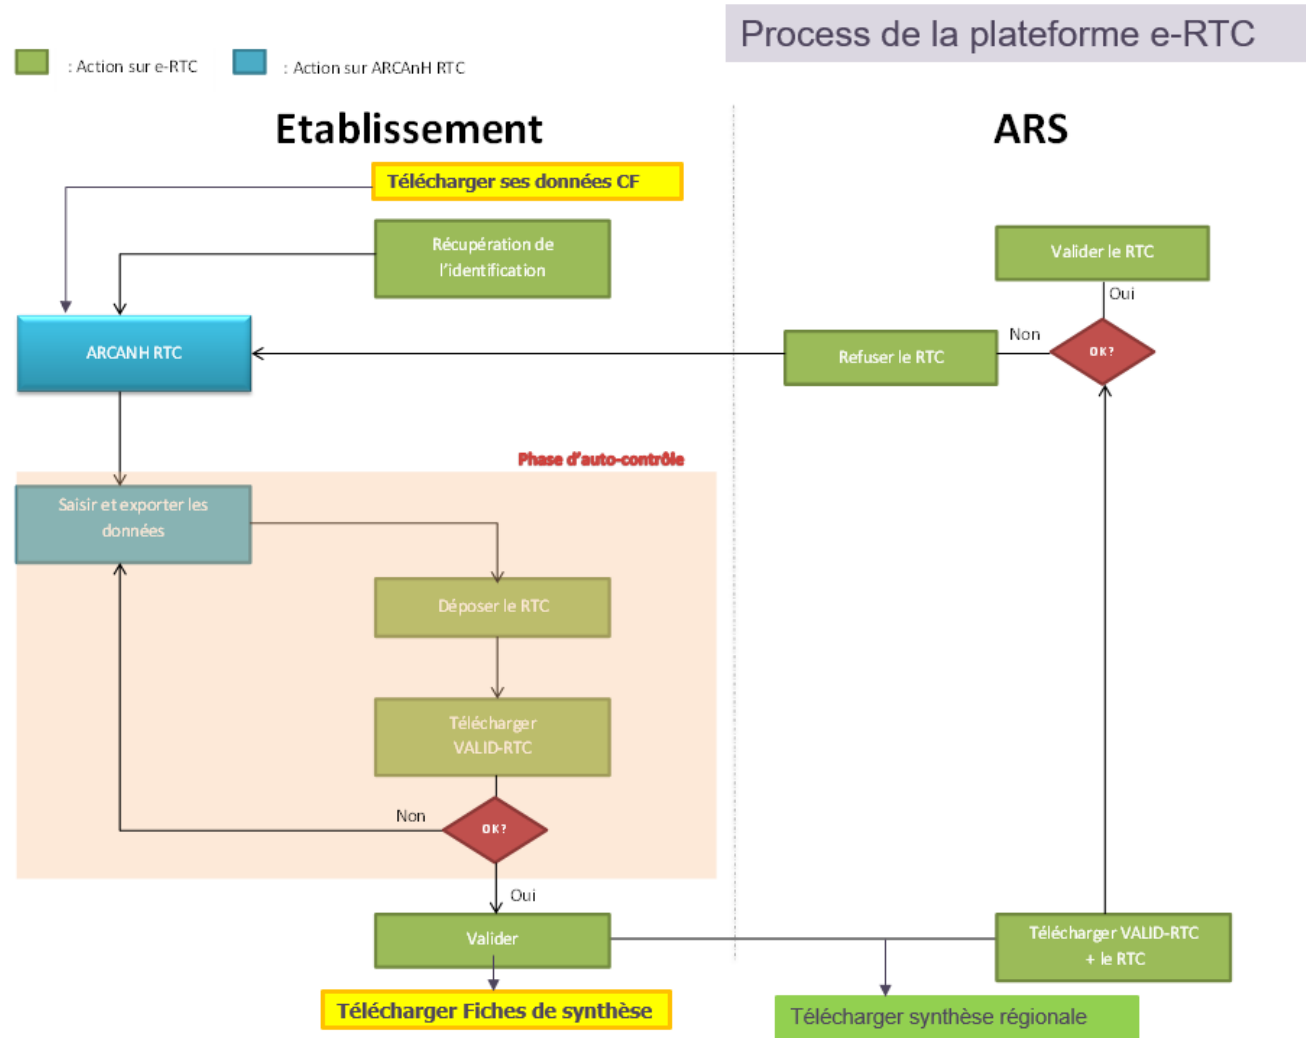 Process de la plateforme e-RTC
: Action sur e-RTC
: Action sur ARCAnH RTC
Etablissement
ARS
Télécharger ses données CF
Récupération de
l'identification
Valider le RTC
Oui
ARCANH RTC
Refuser le RTC
Non
OK?
Phase d'auto-contrôle
Saisir et exporter les
données
Déposer le RTC
Télécharger
VALID-RTC
Non
OK?
Oui
Valider
Télécharger VALID-RTC
+ le RTC
Télécharger Fiches de synthèse
Télécharger synthèse régionale